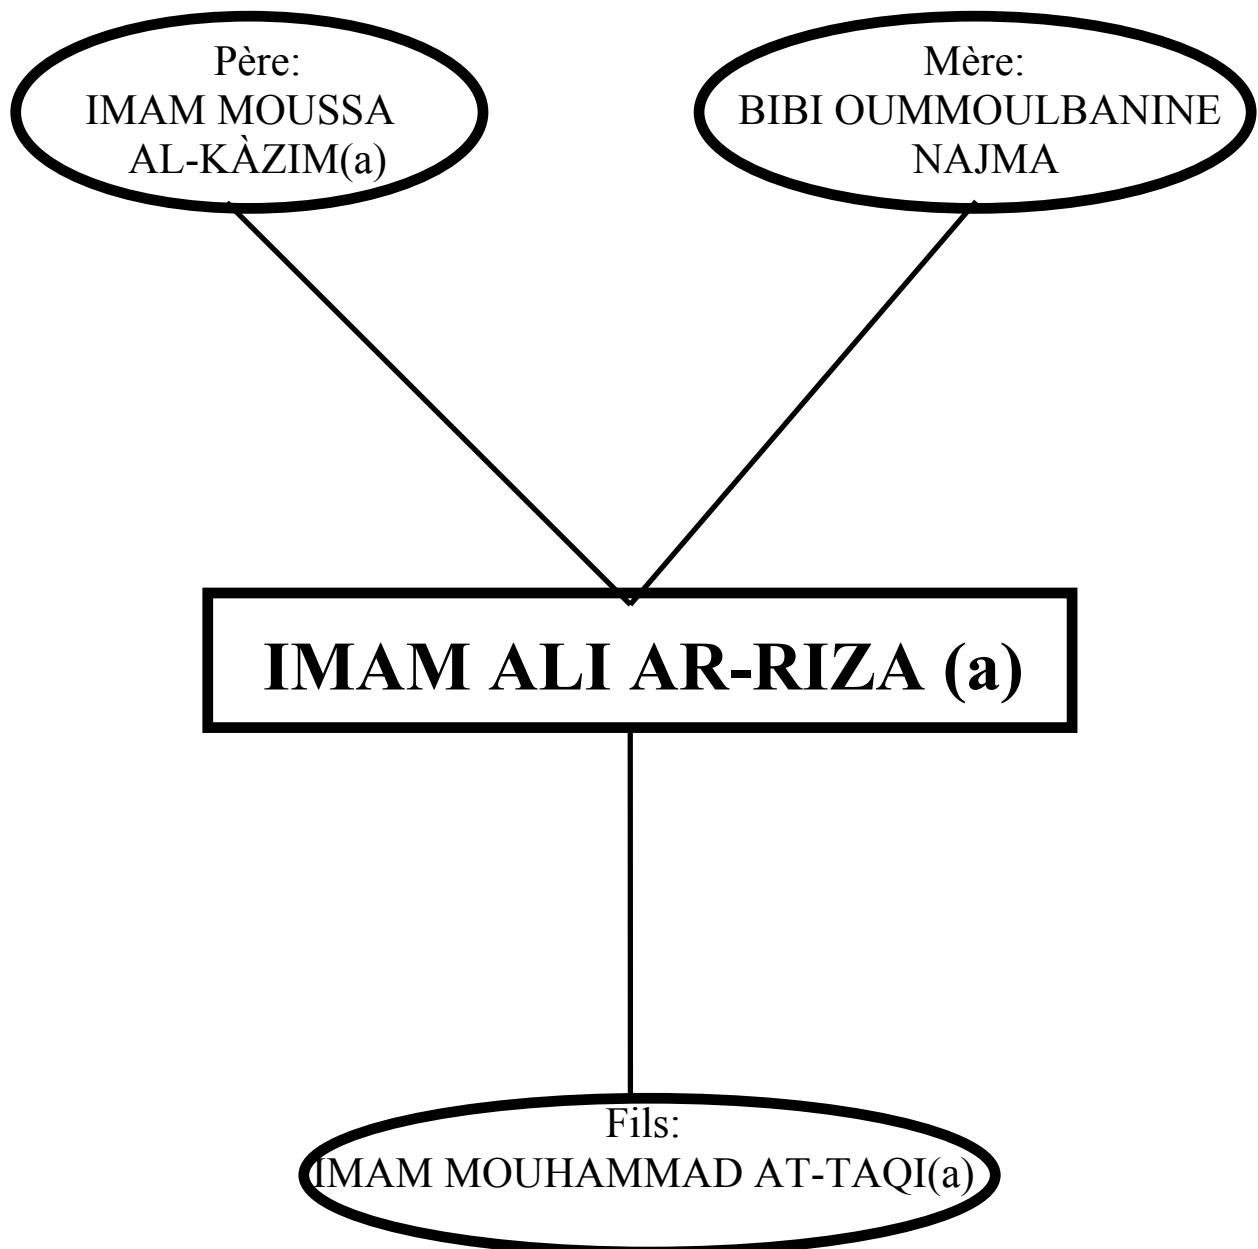 Père:
IMAM MOUSSA
AL-KÀZIM(a)
Mère:
BIBI OUMMOULBANINE
NAJMA
IMAM ALI AR-RIZA (a)
Fils:
IMAM MOUHAMMAD AT-TAQI(a)